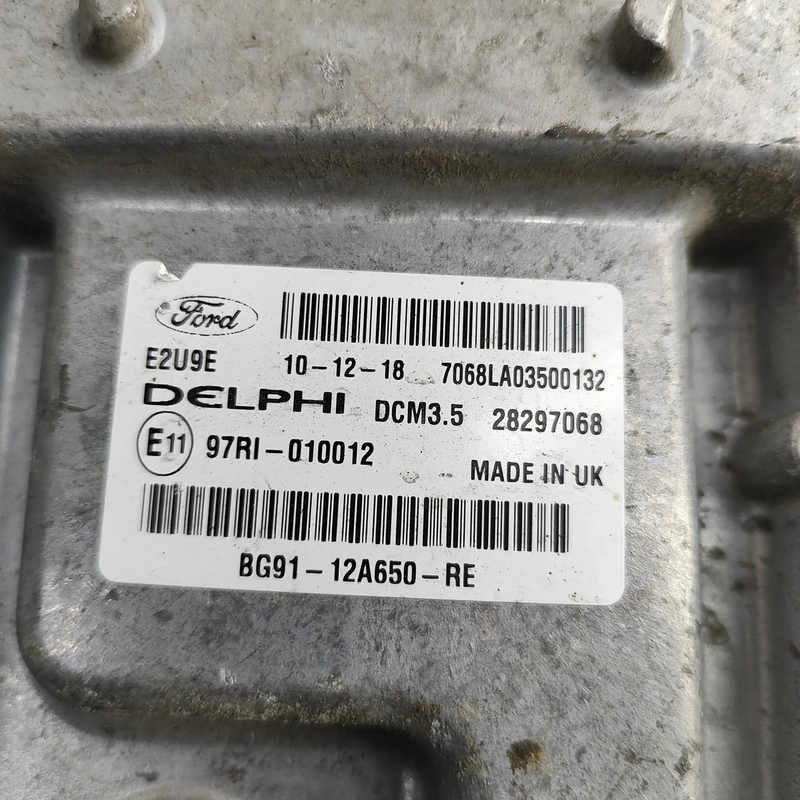 Ford
E2U9E 10-12-18 7068LA03500132
DELPHI DCM3.5 28297068
E11 97RI-010012 MADE IN UK
BG91-12A650-RE